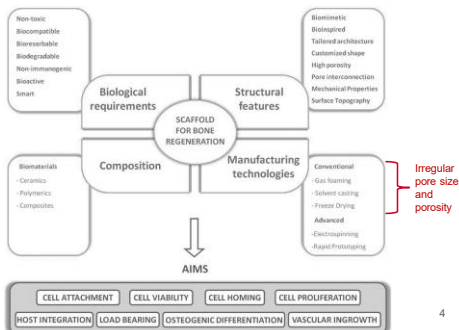 Non-toxic
Biocompatible
Bioresorbable
Biodegradable
Non-immunogenic
Bioactive
Smart
Biological
requirements
Biomimetic
Bioinspired
Tailored architecture
Customized shape
High porosity
Pore interconnection
Mechanical Properties
Surface Topography
Structural
features
SCAFFOLD
FOR BONE
REGENERATION
Biomaterials
- Ceramics
- Polymerics
- Composites
Composition
Manufacturing
technologies
Conventional
- Gas foaming
- Solvent casting
- Freeze Drying
Advanced
-Electrospinning
-Rapid Prototyping
Irregular
pore size
and
porosity
AIMS
CELL ATTACHMENT
CELL VIABILITY
CELL HOMING
CELL PROLIFERATION
HOST INTEGRATION
LOAD BEARING
OSTEOGENIC DIFFERENTIATION
VASCULAR INGROWTH
4